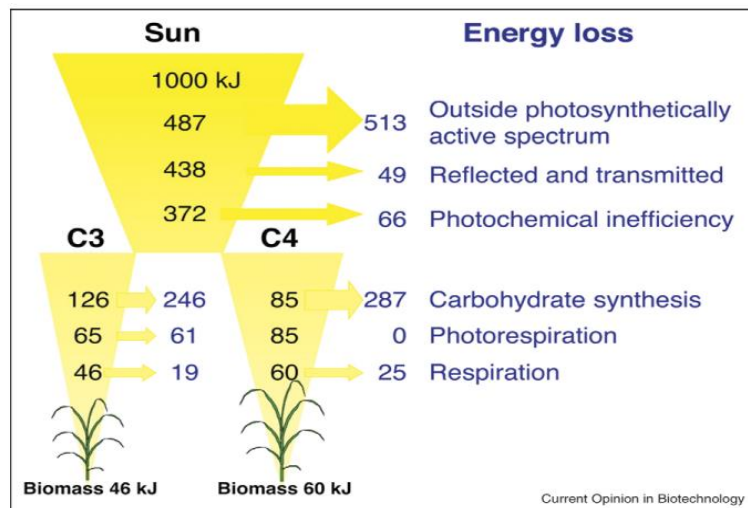 Sun Energy loss
1000 kJ
487 513 Outside photosynthetically
active spectrum
438 49 Reflected and transmitted
372 66 Photochemical inefficiency
C3 C4
126 246 85 287 Carbohydrate synthesis
65 61 85 0 Photorespiration
46 19 60 25 Respiration
Biomass 46 kJ Biomass 60 kJ
Current Opinion in Biotechnology